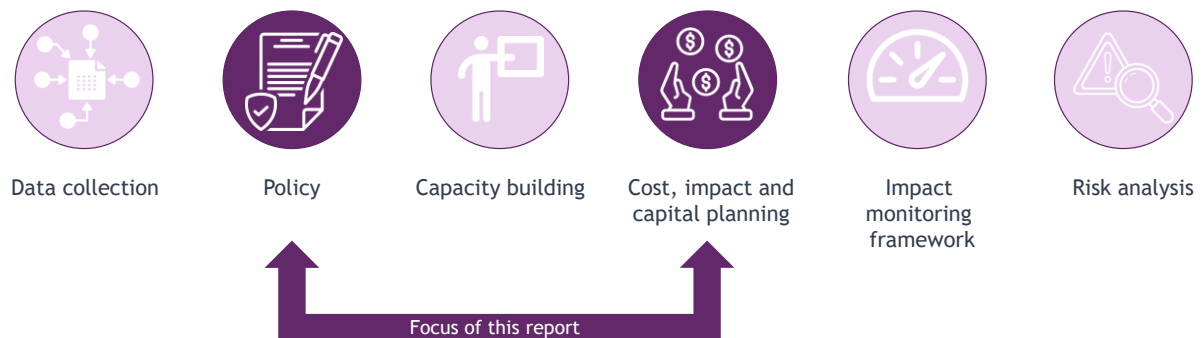 Data collection
Policy
Capacity building
Cost, impact and
capital planning
Impact
monitoring
framework
Risk analysis
Focus of this report